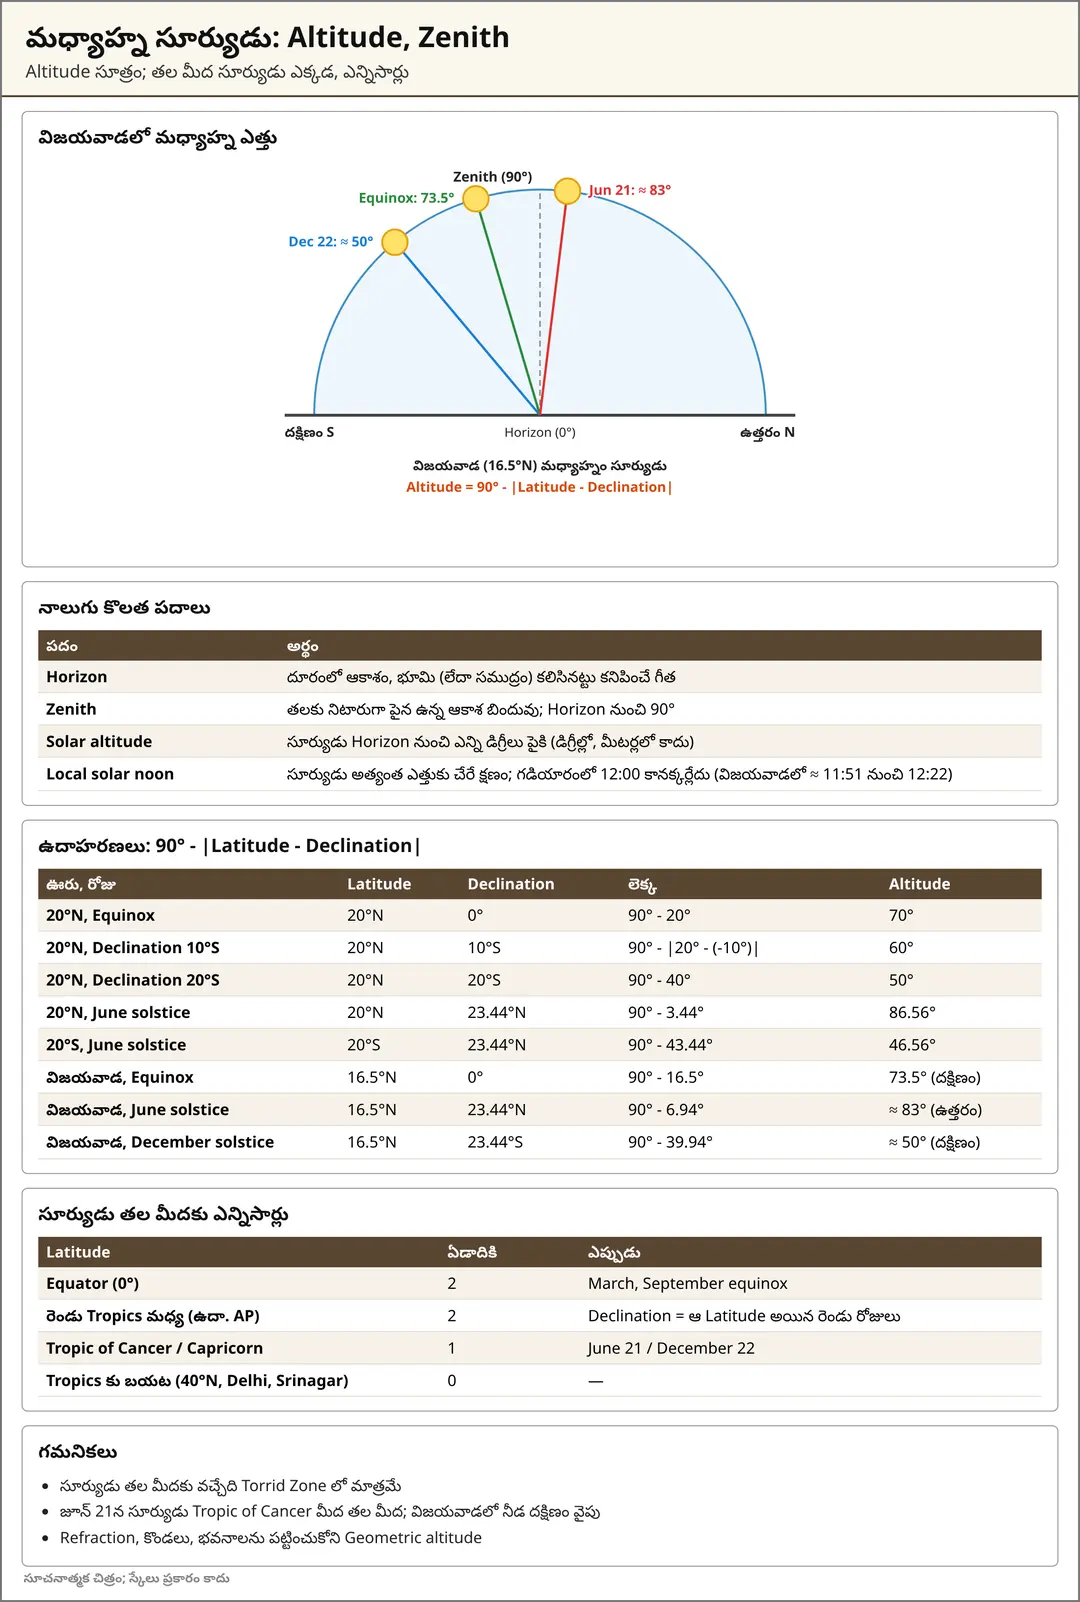 మధ్యాహ్న సూర్యుడు: Altitude, Zenith
Altitude సూత్రం; తల మీద సూర్యుడు ఎక్కడ, ఎన్నిసార్లు
విజయవాడలో మధ్యాహ్న ఎత్తు
Zenith (90°)
Equinox: 73.5°
Jun 21: ≈ 83°
Dec 22: ≈ 50°
దక్షిణం S
Horizon (0°)
ఉత్తరం N
విజయవాడ (16.5°N) మధ్యాహ్నం సూర్యుడు
Altitude = 90° - |Latitude - Declination|
నాలుగు కొలత పదాలు
పదం అర్థం
Horizon దూరంలో ఆకాశం, భూమి (లేదా సముద్రం) కలిసినట్టు కనిపించే గీత
Zenith తలకు నిటారుగా పైన ఉన్న ఆకాశ బిందువు; Horizon నుంచి 90°
Solar altitude సూర్యుడు Horizon నుంచి ఎన్ని డిగ్రీలు పైకి (డిగ్రీల్లో, మీటర్లలో కాదు)
Local solar noon సూర్యుడు అత్యంత ఎత్తుకు చేరే క్షణం; గడియారంలో 12:00 కానక్కర్లేదు (విజయవాడలో ≈ 11:51 నుంచి 12:22)
ఉదాహరణలు: 90° - |Latitude - Declination|
ఊరు, రోజు Latitude Declination లెక్క Altitude
20°N, Equinox 20°N 0° 90° - 20° 70°
20°N, Declination 10°S 20°N 10°S 90° - |20° - (-10°)| 60°
20°N, Declination 20°S 20°N 20°S 90° - 40° 50°
20°N, June solstice 20°N 23.44°N 90° - 3.44° 86.56°
20°S, June solstice 20°S 23.44°N 90° - 43.44° 46.56°
విజయవాడ, Equinox 16.5°N 0° 90° - 16.5° 73.5° (దక్షిణం)
విజయవాడ, June solstice 16.5°N 23.44°N 90° - 6.94° ≈ 83° (ఉత్తరం)
విజయవాడ, December solstice 16.5°N 23.44°S 90° - 39.94° ≈ 50° (దక్షిణం)
సూర్యుడు తల మీదకు ఎన్నిసార్లు
Latitude ఏడాదికి ఎప్పుడు
Equator (0°) 2 March, September equinox
రెండు Tropics మధ్య (ఉదా. AP) 2 Declination = ఆ Latitude అయిన రెండు రోజులు
Tropic of Cancer / Capricorn 1 June 21 / December 22
Tropics కు బయట (40°N, Delhi, Srinagar) 0 —
గమనికలు
• సూర్యుడు తల మీదకు వచ్చేది Torrid Zone లో మాత్రమే
• జూన్ 21న సూర్యుడు Tropic of Cancer మీద తల మీద; విజయవాడలో నీడ దక్షిణం వైపు
• Refraction, కొండలు, భవనాలను పట్టించుకోని Geometric altitude
సూచనాత్మక చిత్రం; స్కేలు ప్రకారం కాదు